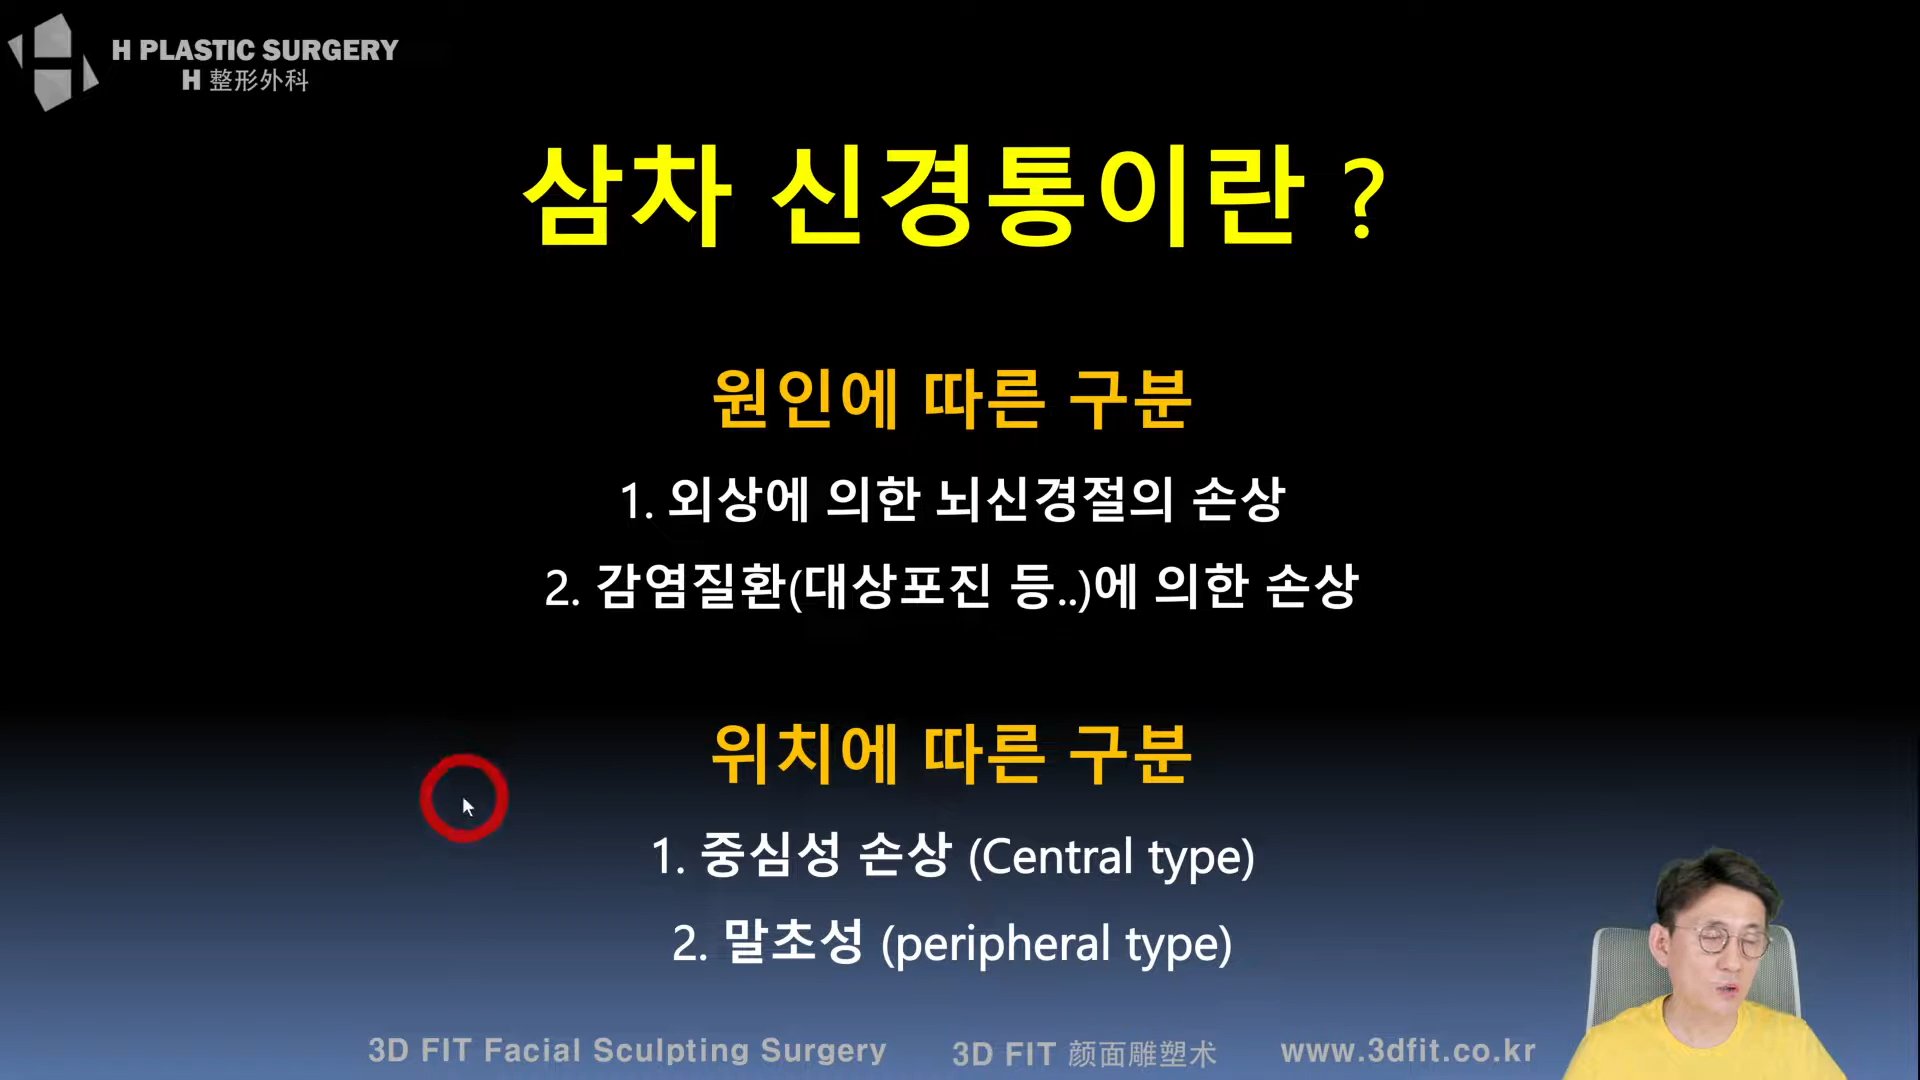 H PLASTIC SURGERY
H 整形外科
삼차 신경통이란 ?
원인에 따른 구분
1. 외상에 의한 뇌신경절의 손상
2. 감염질환(대상포진 등..)에 의한 손상
위치에 따른 구분
1. 중심성 손상 (Central type)
2. 말초성 (peripheral type)
3D FIT Facial Sculpting Surgery
3D FIT 颜面雕塑术
www.3dfit.co.kr